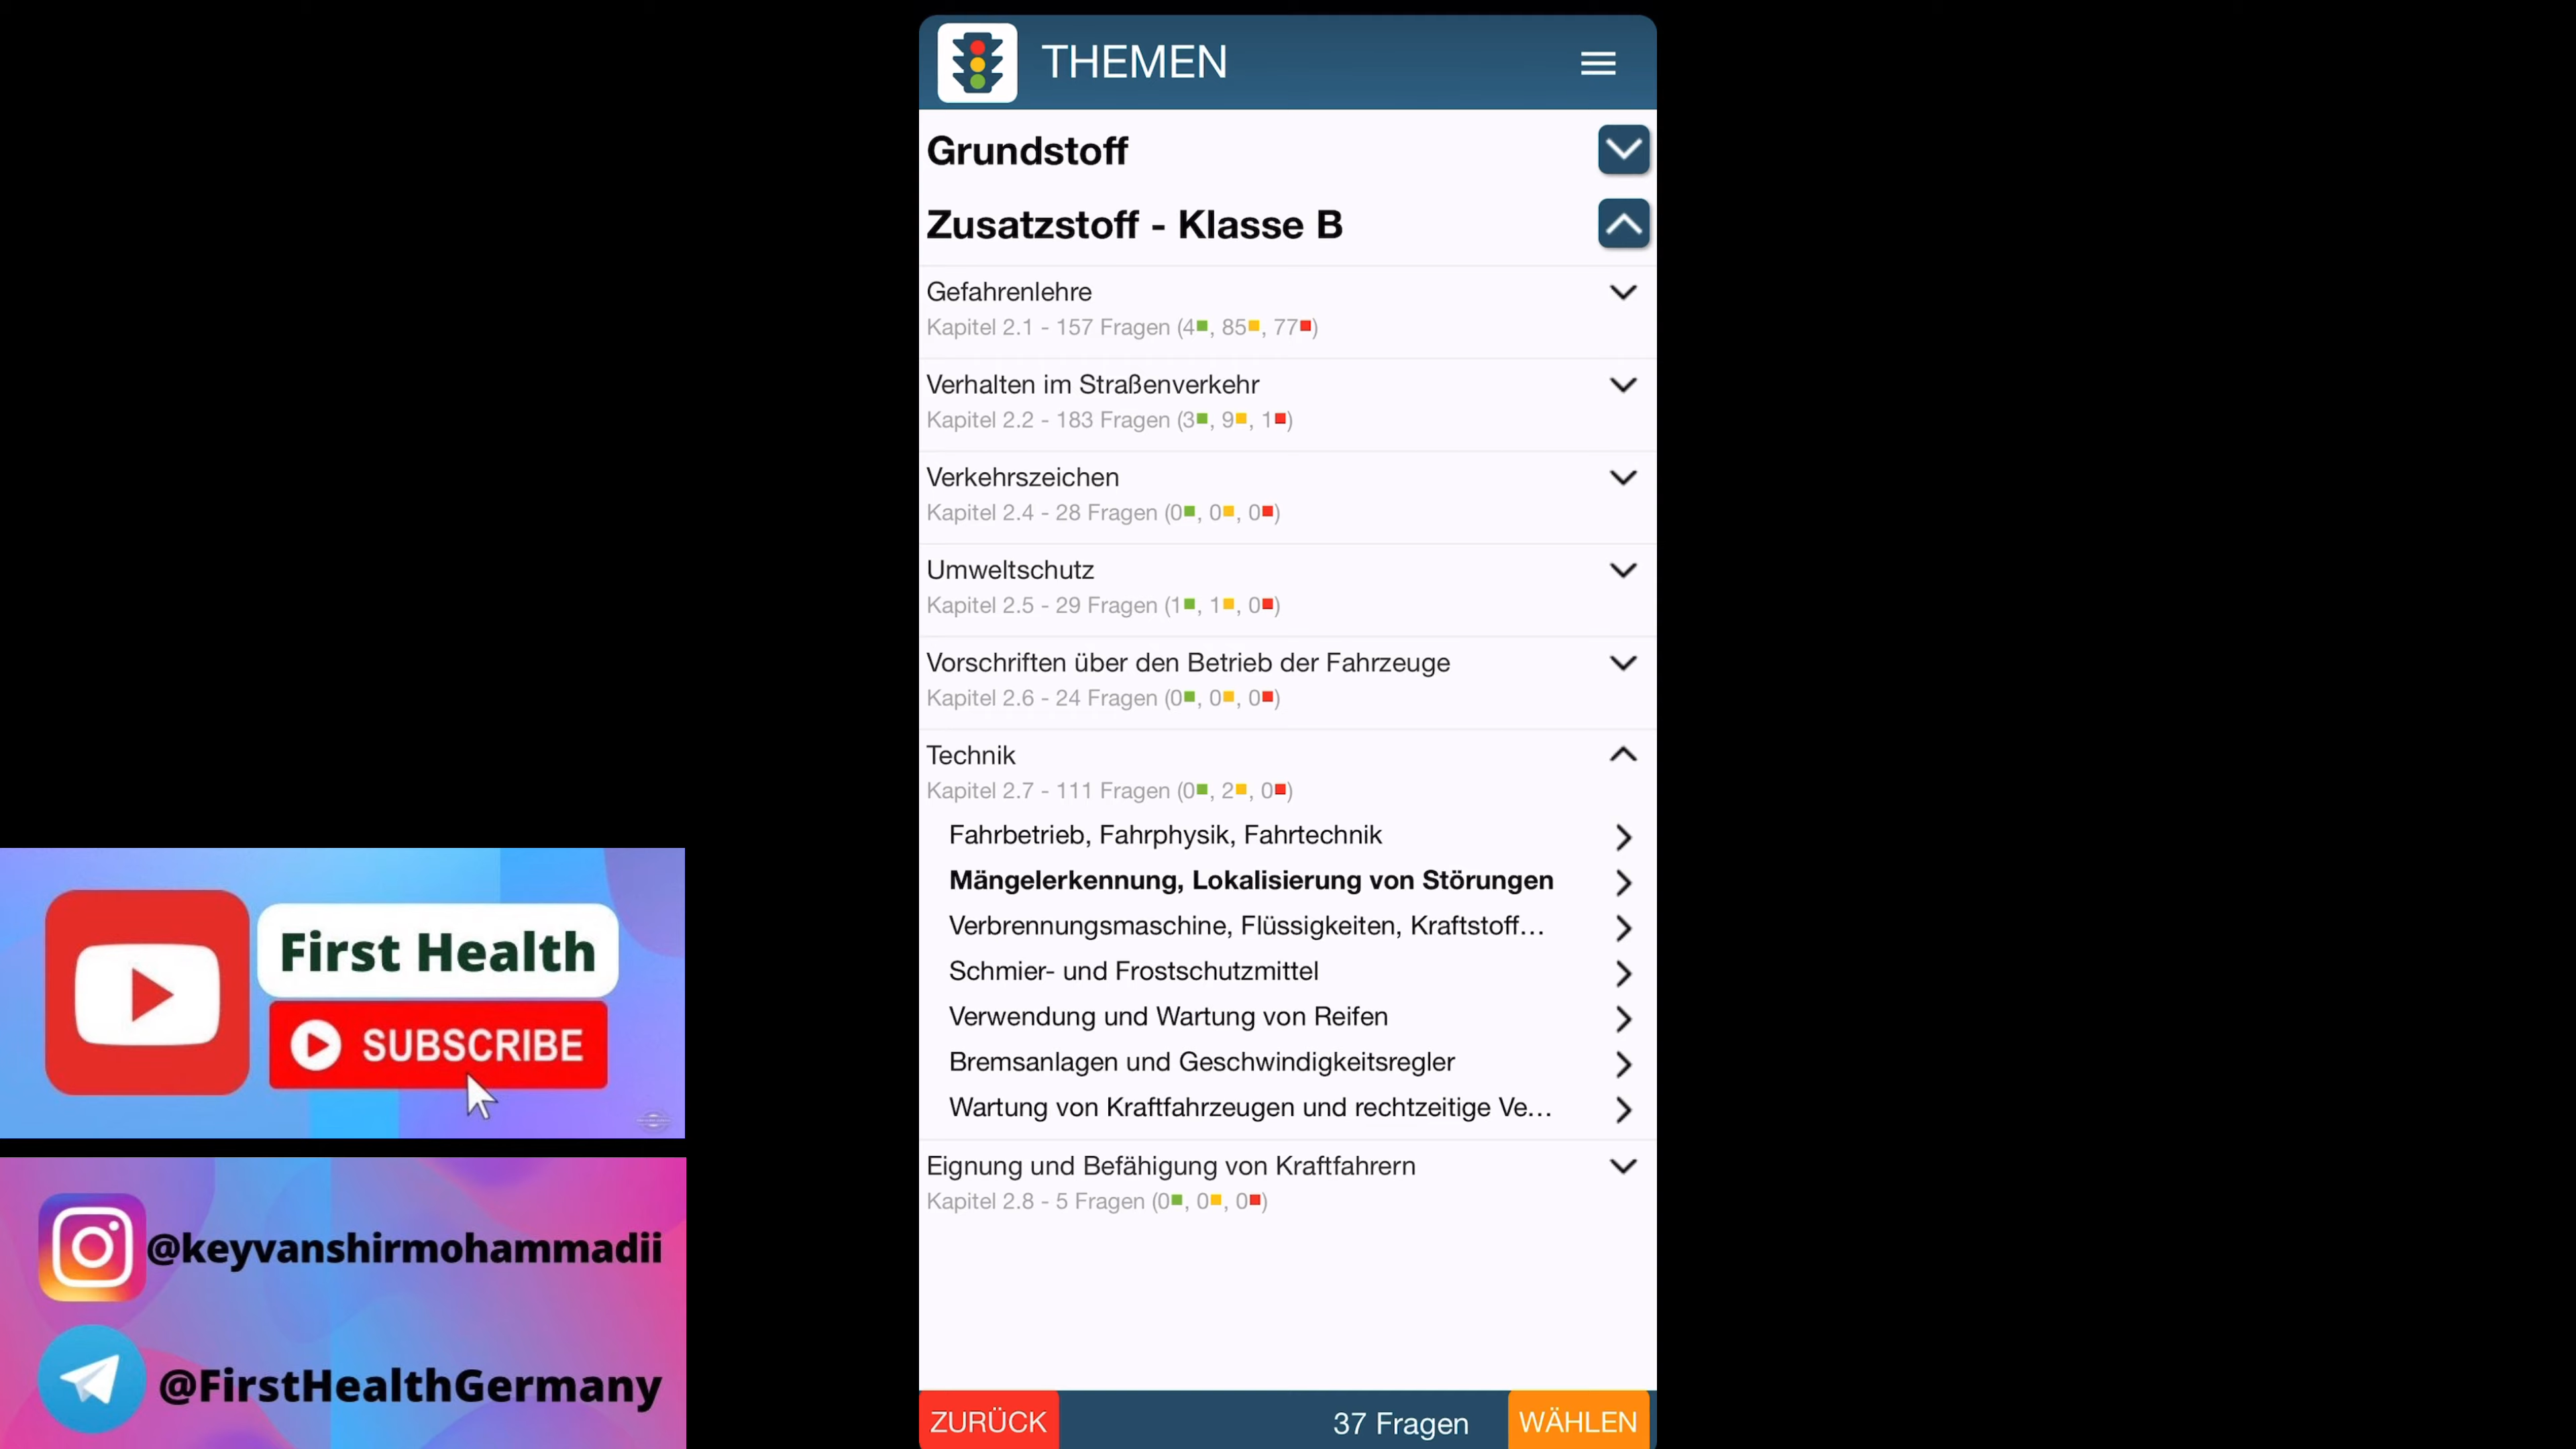 THEMEN
Grundstoff
Zusatzstoff - Klasse B
Gefahrenlehre
Kapitel 2.1 - 157 Fragen (4, 85, 77)
Verhalten im Straßenverkehr
Kapitel 2.2 - 183 Fragen (3, 9, 1)
Verkehrszeichen
Kapitel 2.4 - 28 Fragen (0, 0, 0)
Umweltschutz
Kapitel 2.5 - 29 Fragen (1, 1, 0)
Vorschriften über den Betrieb der Fahrzeuge
Kapitel 2.6 - 24 Fragen (0, 0, 0)
Technik
Kapitel 2.7 - 111 Fragen (0, 2, 0)
Fahrbetrieb, Fahrphysik, Fahrtechnik
Mängelerkennung, Lokalisierung von Störungen
Verbrennungsmaschine, Flüssigkeiten, Kraftstoff...
Schmier- und Frostschutzmittel
Verwendung und Wartung von Reifen
Bremsanlagen und Geschwindigkeitsregler
Wartung von Kraftfahrzeugen und rechtzeitige Ve...
Eignung und Befähigung von Kraftfahrern
Kapitel 2.8 - 5 Fragen (0, 0, 0)
ZURÜCK
37 Fragen
WÄHLEN
First Health
SUBSCRIBE
@keyvanshirmohammadii
@FirstHealthGermany